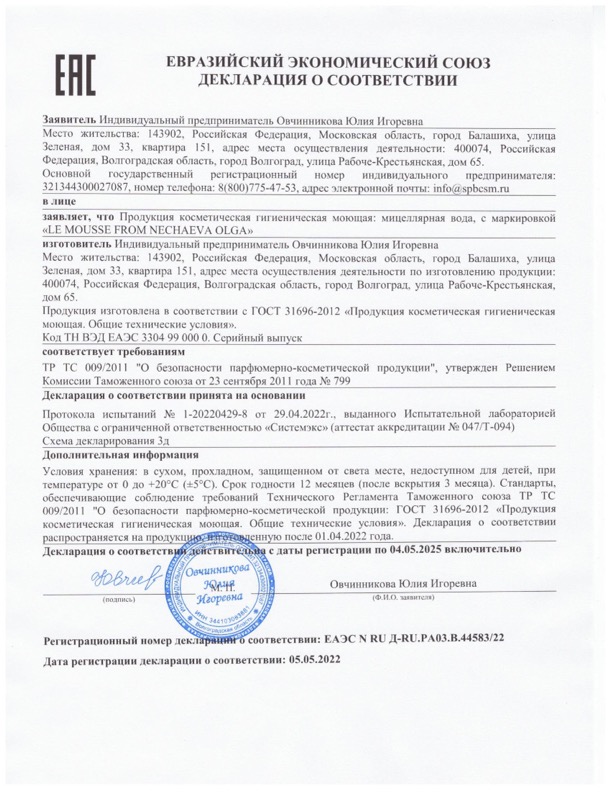 EAC
ЕВРАЗИЙСКИЙ ЭКОНОМИЧЕСКИЙ СОЮЗ
ДЕКЛАРАЦИЯ О СООТВЕТСТВИИ
Заявитель Индивидуальный предприниматель Овчинникова Юлия Игоревна
Место жительства: 143902, Российская Федерация, Московская область, город Балашиха, улица
Зеленая, дом 33, квартира 151, адрес места осуществления деятельности: 400074, Российская
Федерация, Волгоградская область, город Волгоград, улица Рабоче-Крестьянская, дом 65.
Основной государственный регистрационный номер индивидуального предпринимателя:
321344300027087, номер телефона: 8(800)775-47-53, адрес электронной почты: info@spbcsm.ru
в лице
заявляет, что Продукция косметическая гигиеническая моющая: мицеллярная вода, с маркировкой
«LE MOUSSE FROM NECHAEVA OLGA»
изготовитель Индивидуальный предприниматель Овчинникова Юлия Игоревна
Место жительства: 143902, Российская Федерация, Московская область, город Балашиха, улица
Зеленая, дом 33, квартира 151, адрес места осуществления деятельности по изготовлению продукции:
400074, Российская Федерация, Волгоградская область, город Волгоград, улица Рабоче-Крестьянская,
дом 65.
Продукция изготовлена в соответствии с ГОСТ 31696-2012 «Продукция косметическая гигиеническая
моющая. Общие технические условия».
Код ТН ВЭД ЕАЭС 3304 99 000 0. Серийный выпуск
соответствует требованиям
ТР ТС 009/2011 "О безопасности парфюмерно-косметической продукции", утвержден Решением
Комиссии Таможенного союза от 23 сентября 2011 года № 799
Декларация о соответствии принята на основании
Протокола испытаний № 1-20220429-8 от 29.04.2022г., выданного Испытательной лабораторией
Общества с ограниченной ответственностью «Системэкс» (аттестат аккредитации № 047/Т-094)
Схема декларирования 3д
Дополнительная информация
Условия хранения: в сухом, прохладном, защищенном от света месте, недоступном для детей, при
температуре от 0 до +20°С (±5°С). Срок годности 12 месяцев (после вскрытия 3 месяца). Стандарты,
обеспечивающие соблюдение требований Технического Регламента Таможенного союза ТР ТС
009/2011 "О безопасности парфюмерно-косметической продукции: ГОСТ 31696-2012 «Продукция
косметическая гигиеническая моющая. Общие технические условия». Декларация о соответствии
распространяется на продукцию, изготовленную после 01.04.2022 года.
Декларация о соответствии действительна с даты регистрации по 04.05.2025 включительно
Овчинникова
Юлия
Игоревна
М. П.
Овчинникова Юлия Игоревна
(подпись)
(Ф.И.О. заявителя)
Регистрационный номер декларации о соответствии: ЕАЭС N RU Д-RU.РА03.В.44583/22
Дата регистрации декларации о соответствии: 05.05.2022